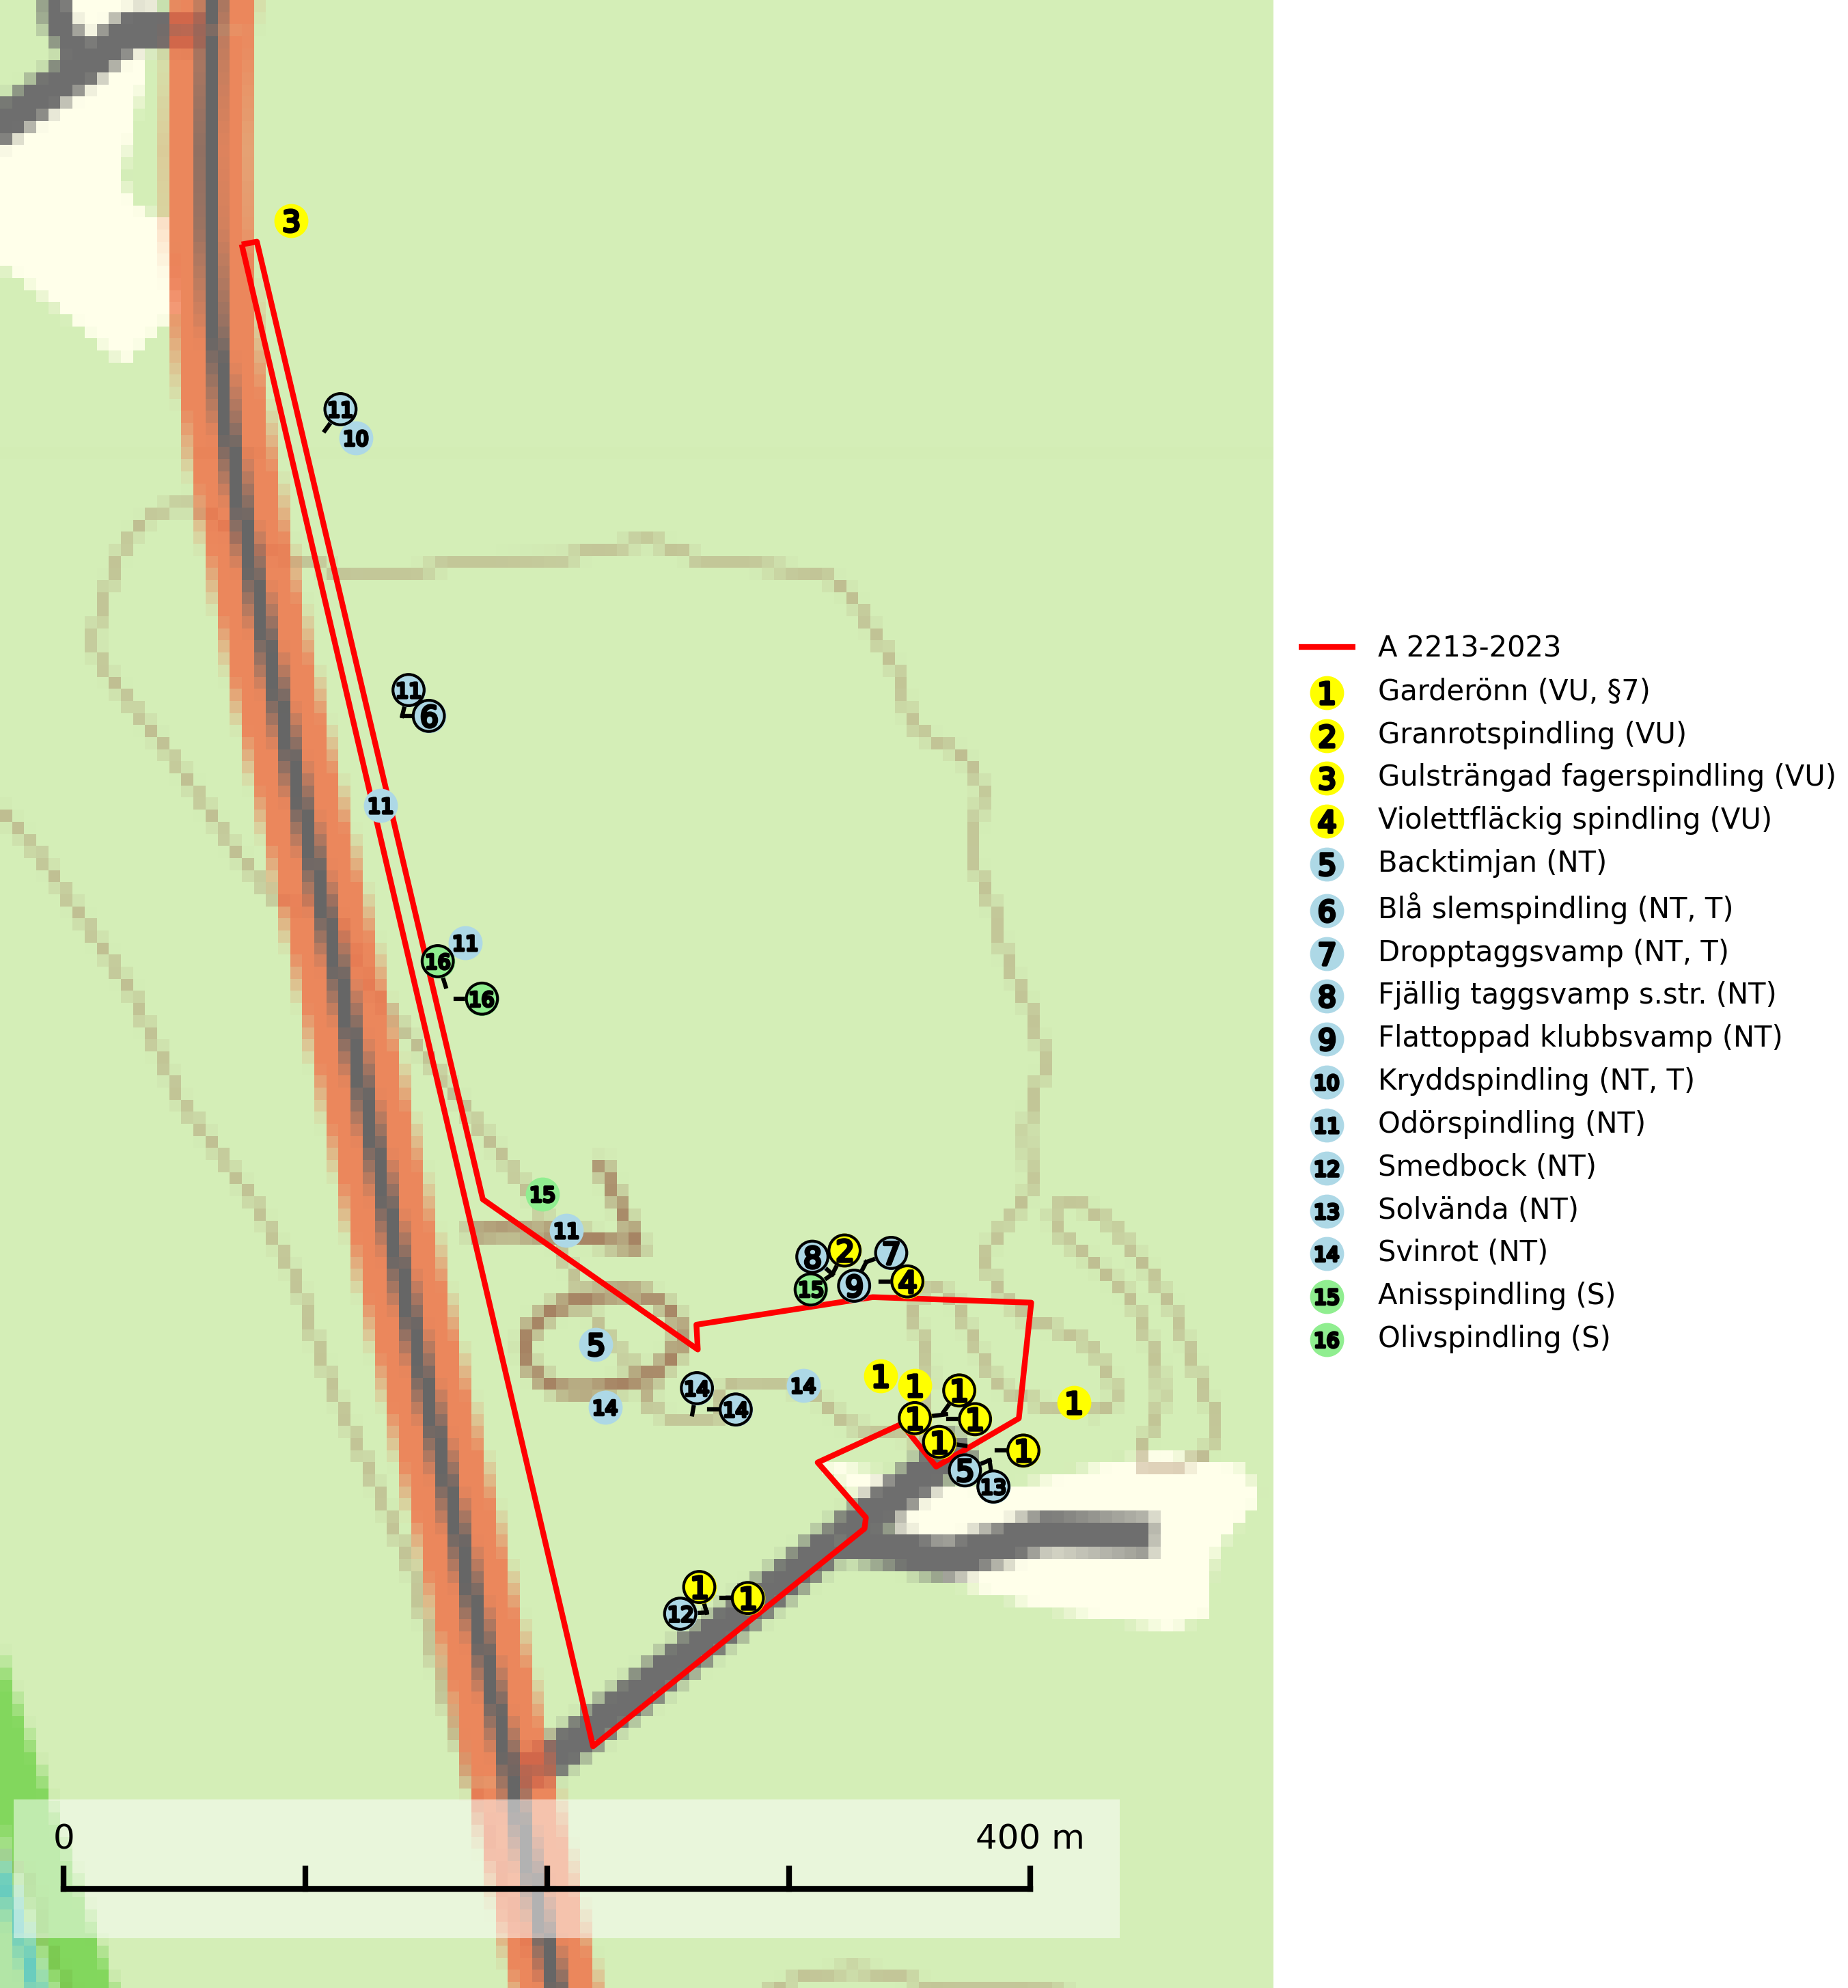 3
11
10
11
6
11
11
16
16
15
11
8 2 7
15 9 4
5
14
14
14
14
1
1
1
1
1
1
1
1
5
13
1
1
12
0 400 m
A 2213-2023
1 Garderönn (VU, §7)
2 Granrotspindling (VU)
3 Gulsträngad fagerspindling (VU)
4 Violettfläckig spindling (VU)
5 Backtimjan (NT)
6 Blå slemspindling (NT, T)
7 Dropptaggsvamp (NT, T)
8 Fjällig taggsvamp s.str. (NT)
9 Flattoppad klubbsvamp (NT)
10 Kryddspindling (NT, T)
11 Odörspindling (NT)
12 Smedbock (NT)
13 Solvända (NT)
14 Svinrot (NT)
15 Anisspindling (S)
16 Olivspindling (S)